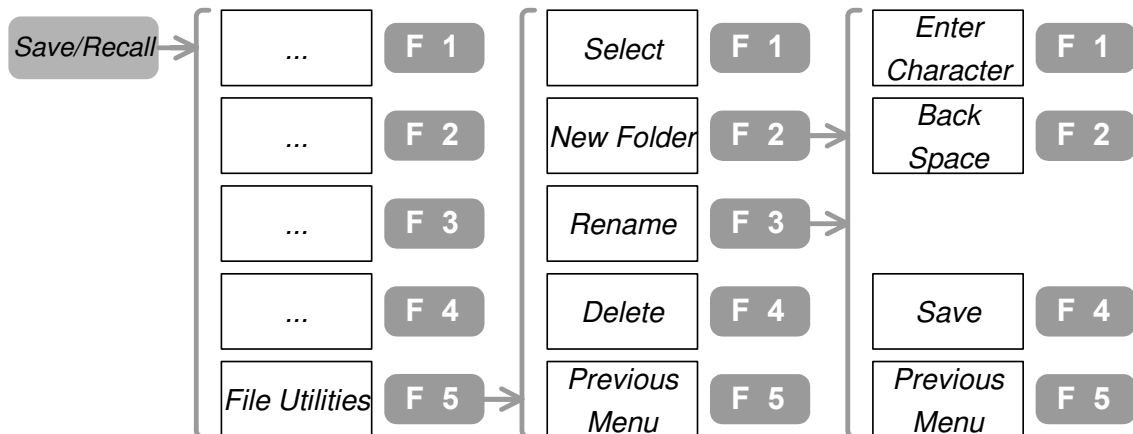 Save/Recall
...
F 1
...
F 2
...
F 3
...
F 4
File Utilities
F 5
Select
F 1
New Folder
F 2
Rename
F 3
Delete
F 4
Previous
Menu
F 5
Enter
Character
F 1
Back
Space
F 2
Save
F 4
Previous
Menu
F 5